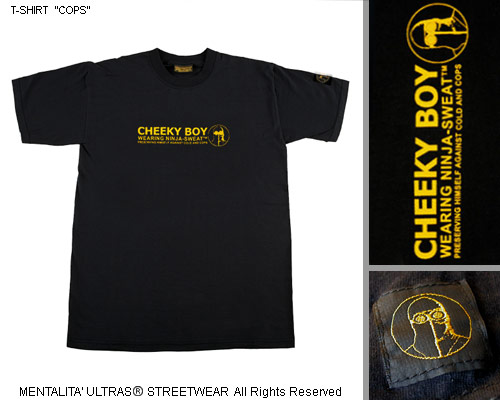 T-SHIRT "COPS"
CHEEKY BOY
WEARING NINJA-SWEAT™
PRESERVING HIMSELF AGAINST COLD AND COPS
CHEEKY BOY
WEARING NINJA-SWEAT™
PRESERVING HIMSELF AGAINST COLD AND COPS
MENTALITA' ULTRAS® STREETWEAR All Rights Reserved